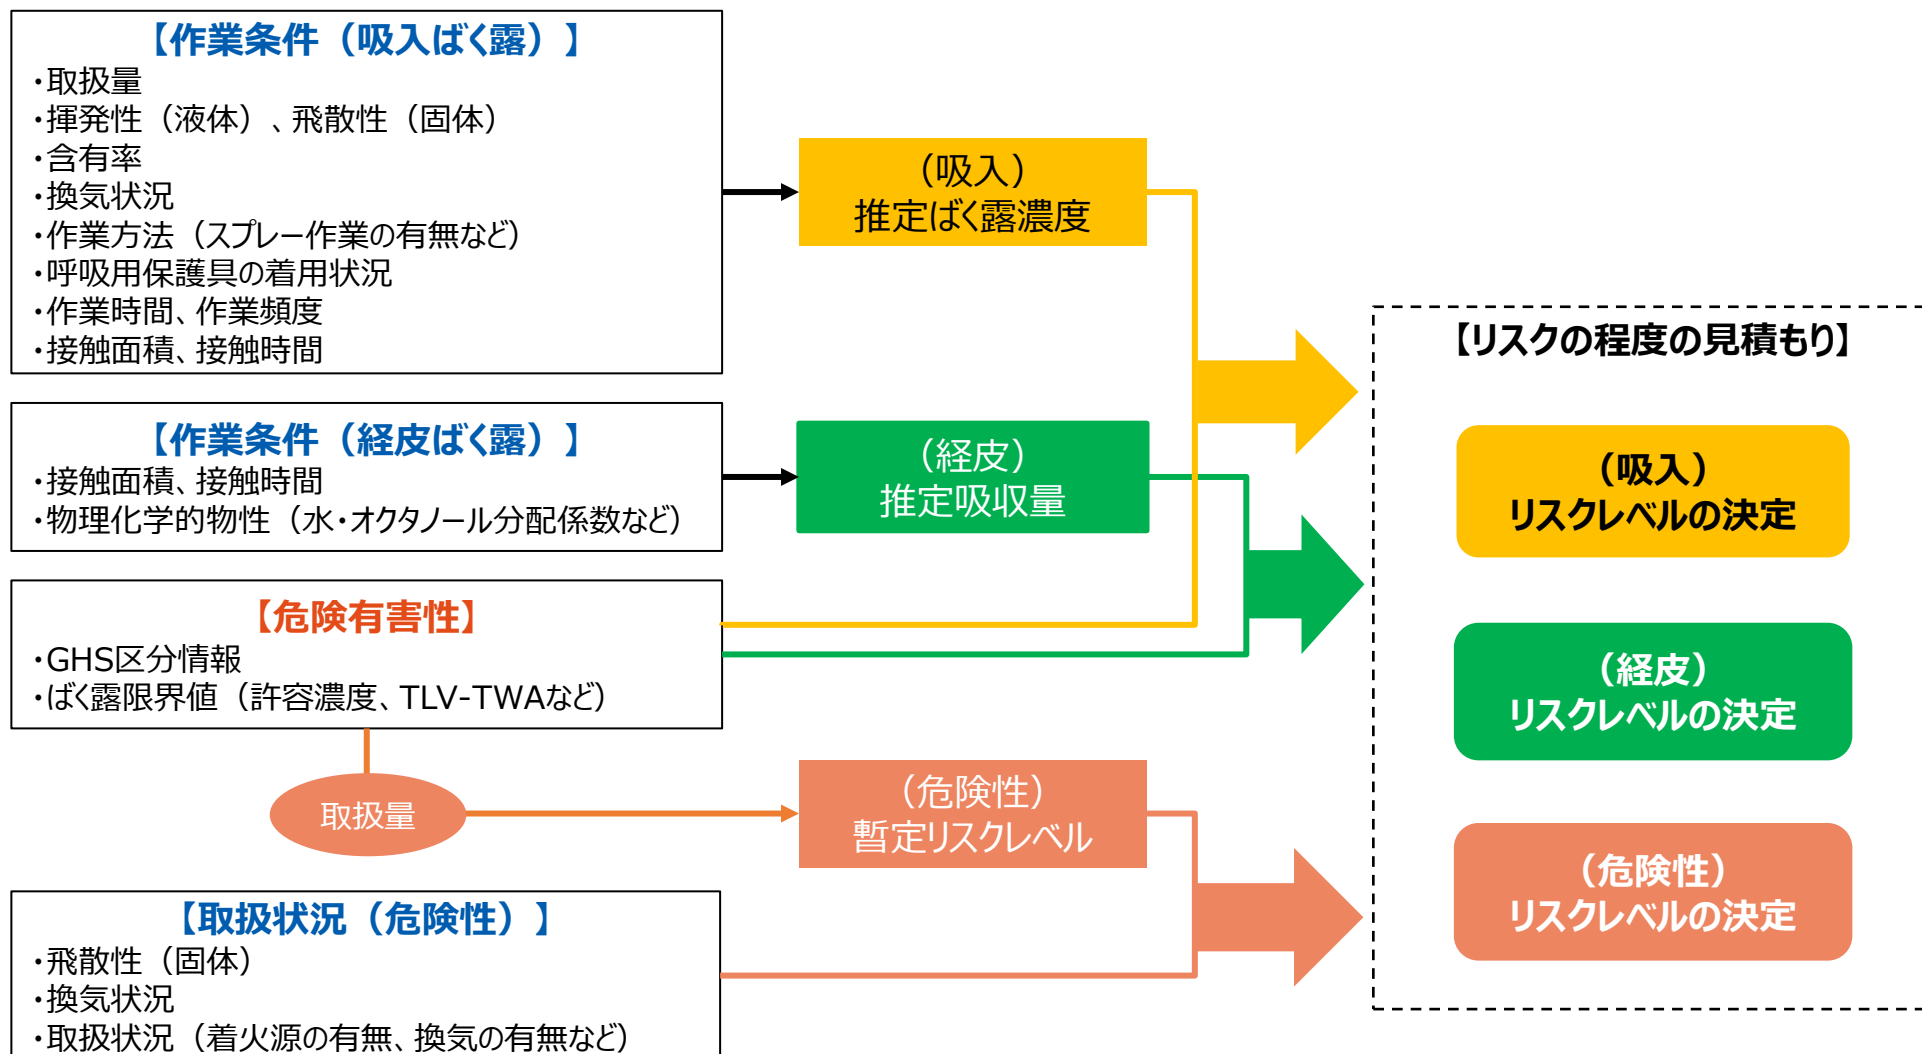 【作業条件（吸入ばく露）】
・取扱量
・揮発性（液体）、飛散性（固体）
・含有率
・換気状況
・作業方法（スプレー作業の有無など）
・呼吸用保護具の着用状況
・作業時間、作業頻度
・接触面積、接触時間
（吸入）
推定ばく露濃度
【作業条件（経皮ばく露）】
・接触面積、接触時間
・物理化学的物性（水・オクタノール分配係数など）
（経皮）
推定吸収量
【危険有害性】
・GHS区分情報
・ばく露限界値（許容濃度、TLV-TWAなど）
取扱量
（危険性）
暫定リスクレベル
【取扱状況（危険性）】
・飛散性（固体）
・換気状況
・取扱状況（着火源の有無、換気の有無など）
【リスクの程度の見積もり】
（吸入）
リスクレベルの決定
（経皮）
リスクレベルの決定
（危険性）
リスクレベルの決定